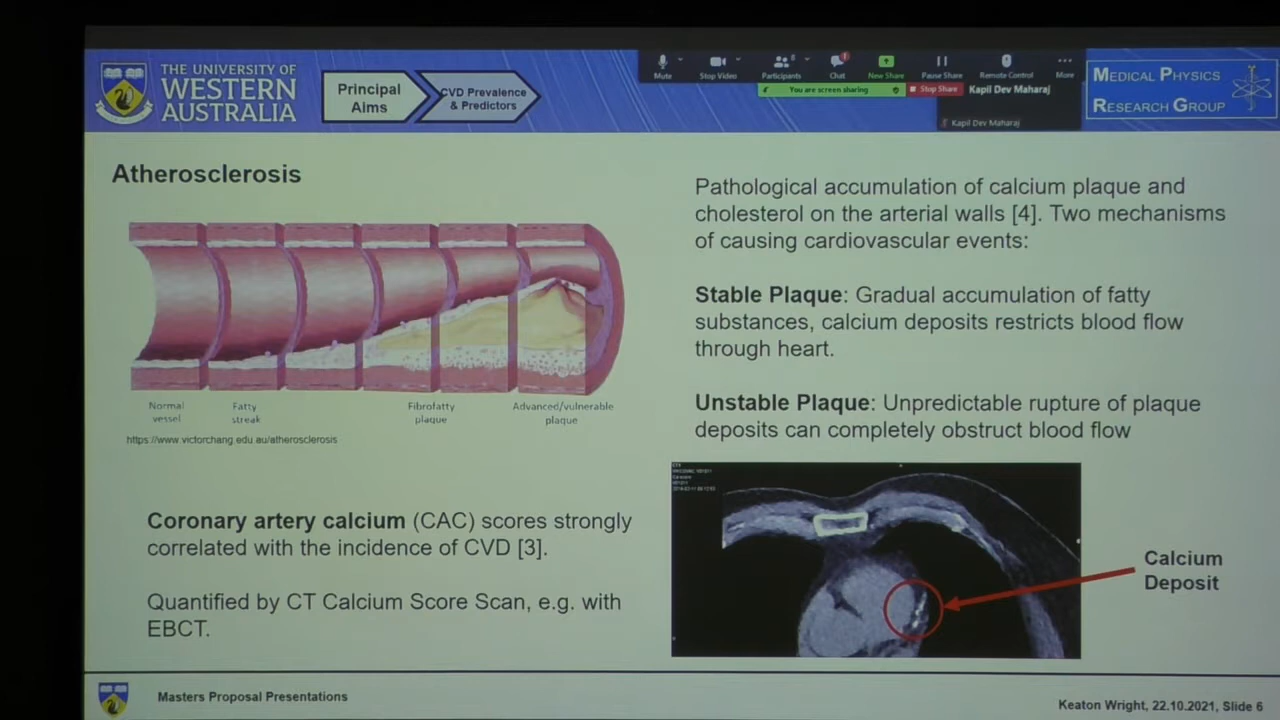 THE UNIVERSITY OF
WESTERN
AUSTRALIA
Principal
Aims
CVD Prevalence
& Predictors
Mute
Stop Video
Participants
8
Chat
1
New Share
Pause Share
Remote Control
More
You are screen sharing
Stop Share
Kapil Dev Maharaj
Kapil Dev Maharaj
MEDICAL PHYSICS
RESEARCH GROUP
Atherosclerosis
Normal
vessel
Fatty
streak
Fibrofatty
plaque
Advanced/vulnerable
plaque
https://www.victorchang.edu.au/atherosclerosis
Coronary artery calcium (CAC) scores strongly
correlated with the incidence of CVD [3].
Quantified by CT Calcium Score Scan, e.g. with
EBCT.
Pathological accumulation of calcium plaque and
cholesterol on the arterial walls [4]. Two mechanisms
of causing cardiovascular events:
Stable Plaque: Gradual accumulation of fatty
substances, calcium deposits restricts blood flow
through heart.
Unstable Plaque: Unpredictable rupture of plaque
deposits can completely obstruct blood flow
Calcium
Deposit
Masters Proposal Presentations
Keaton Wright, 22.10.2021, Slide 6